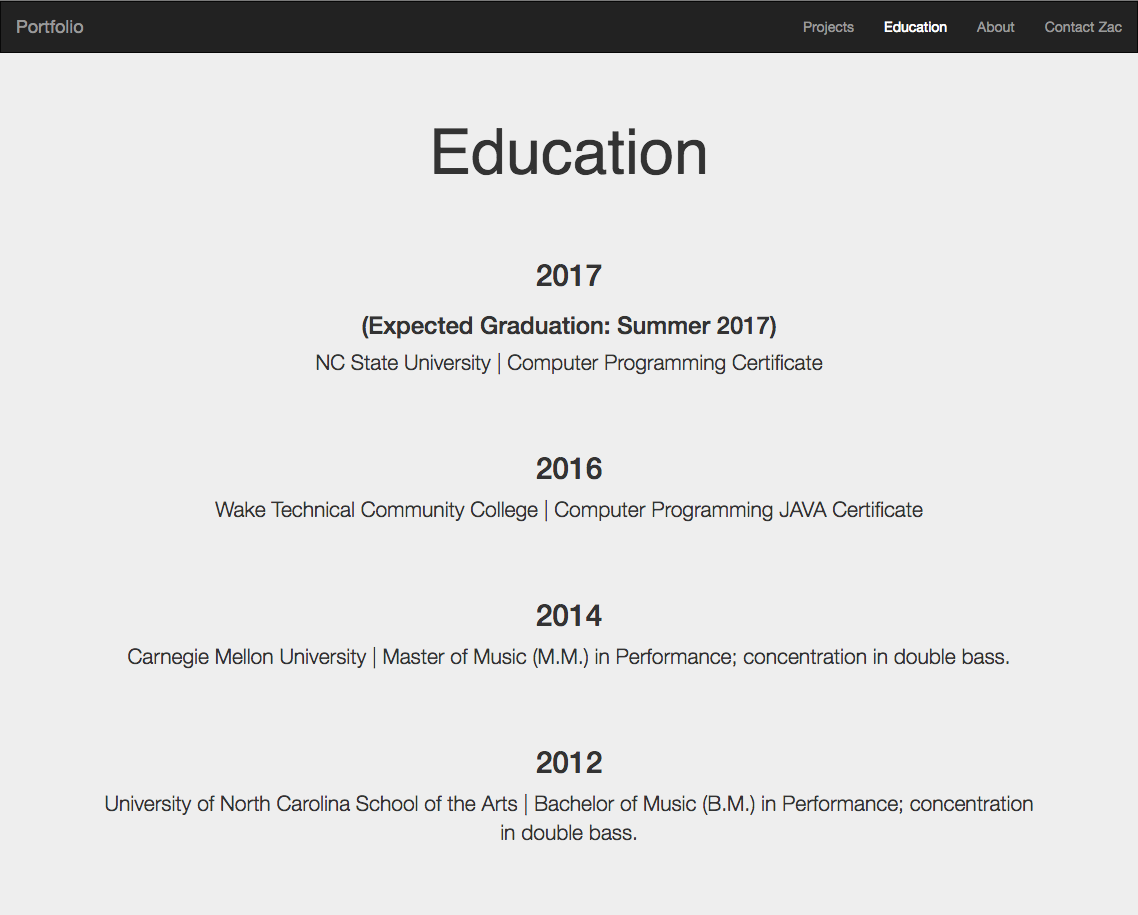 Portfolio Projects Education About Contact Zac
Education
2017
(Expected Graduation: Summer 2017)
NC State University | Computer Programming Certificate
2016
Wake Technical Community College | Computer Programming JAVA Certificate
2014
Carnegie Mellon University | Master of Music (M.M.) in Performance; concentration in double bass.
2012
University of North Carolina School of the Arts | Bachelor of Music (B.M.) in Performance; concentration
in double bass.